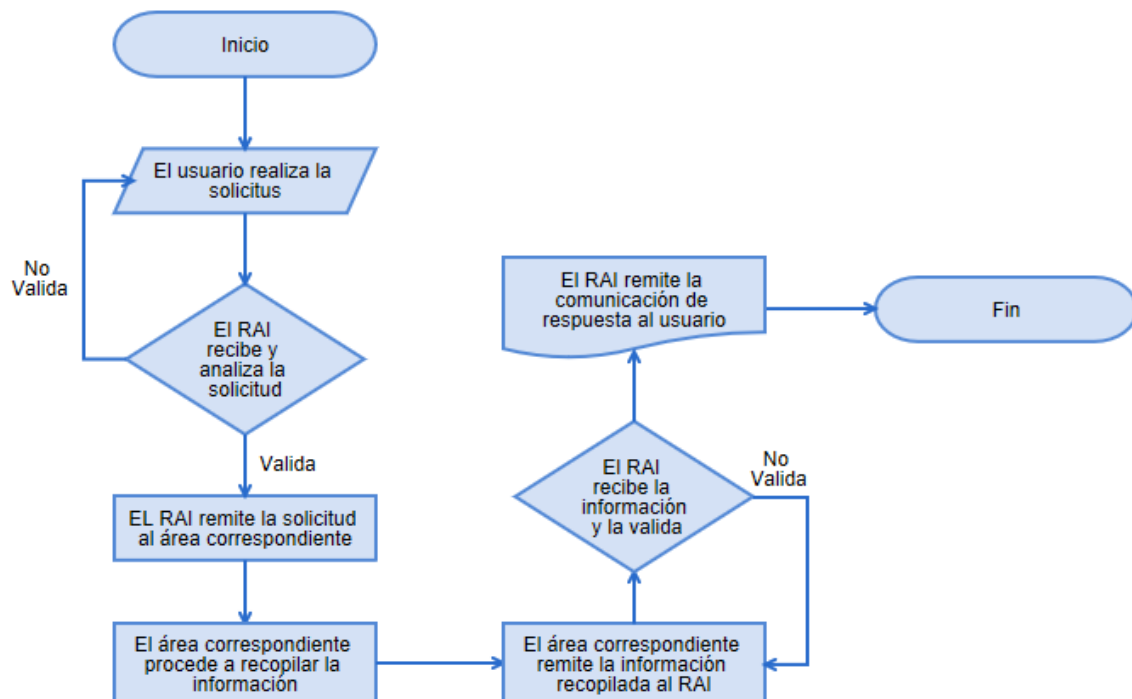 Inicio
El usuario realiza la
solicitus
No
Valida
El RAI
recibe y
analiza la
solicitud
Valida
EL RAI remite la solicitud
al área correspondiente
El área correspondiente
procede a recopilar la
información
El área correspondiente
remite la información
recopilada al RAI
El RAI
recibe la
información
y la valida
No
Valida
El RAI remite la
comunicación de
respuesta al usuario
Fin